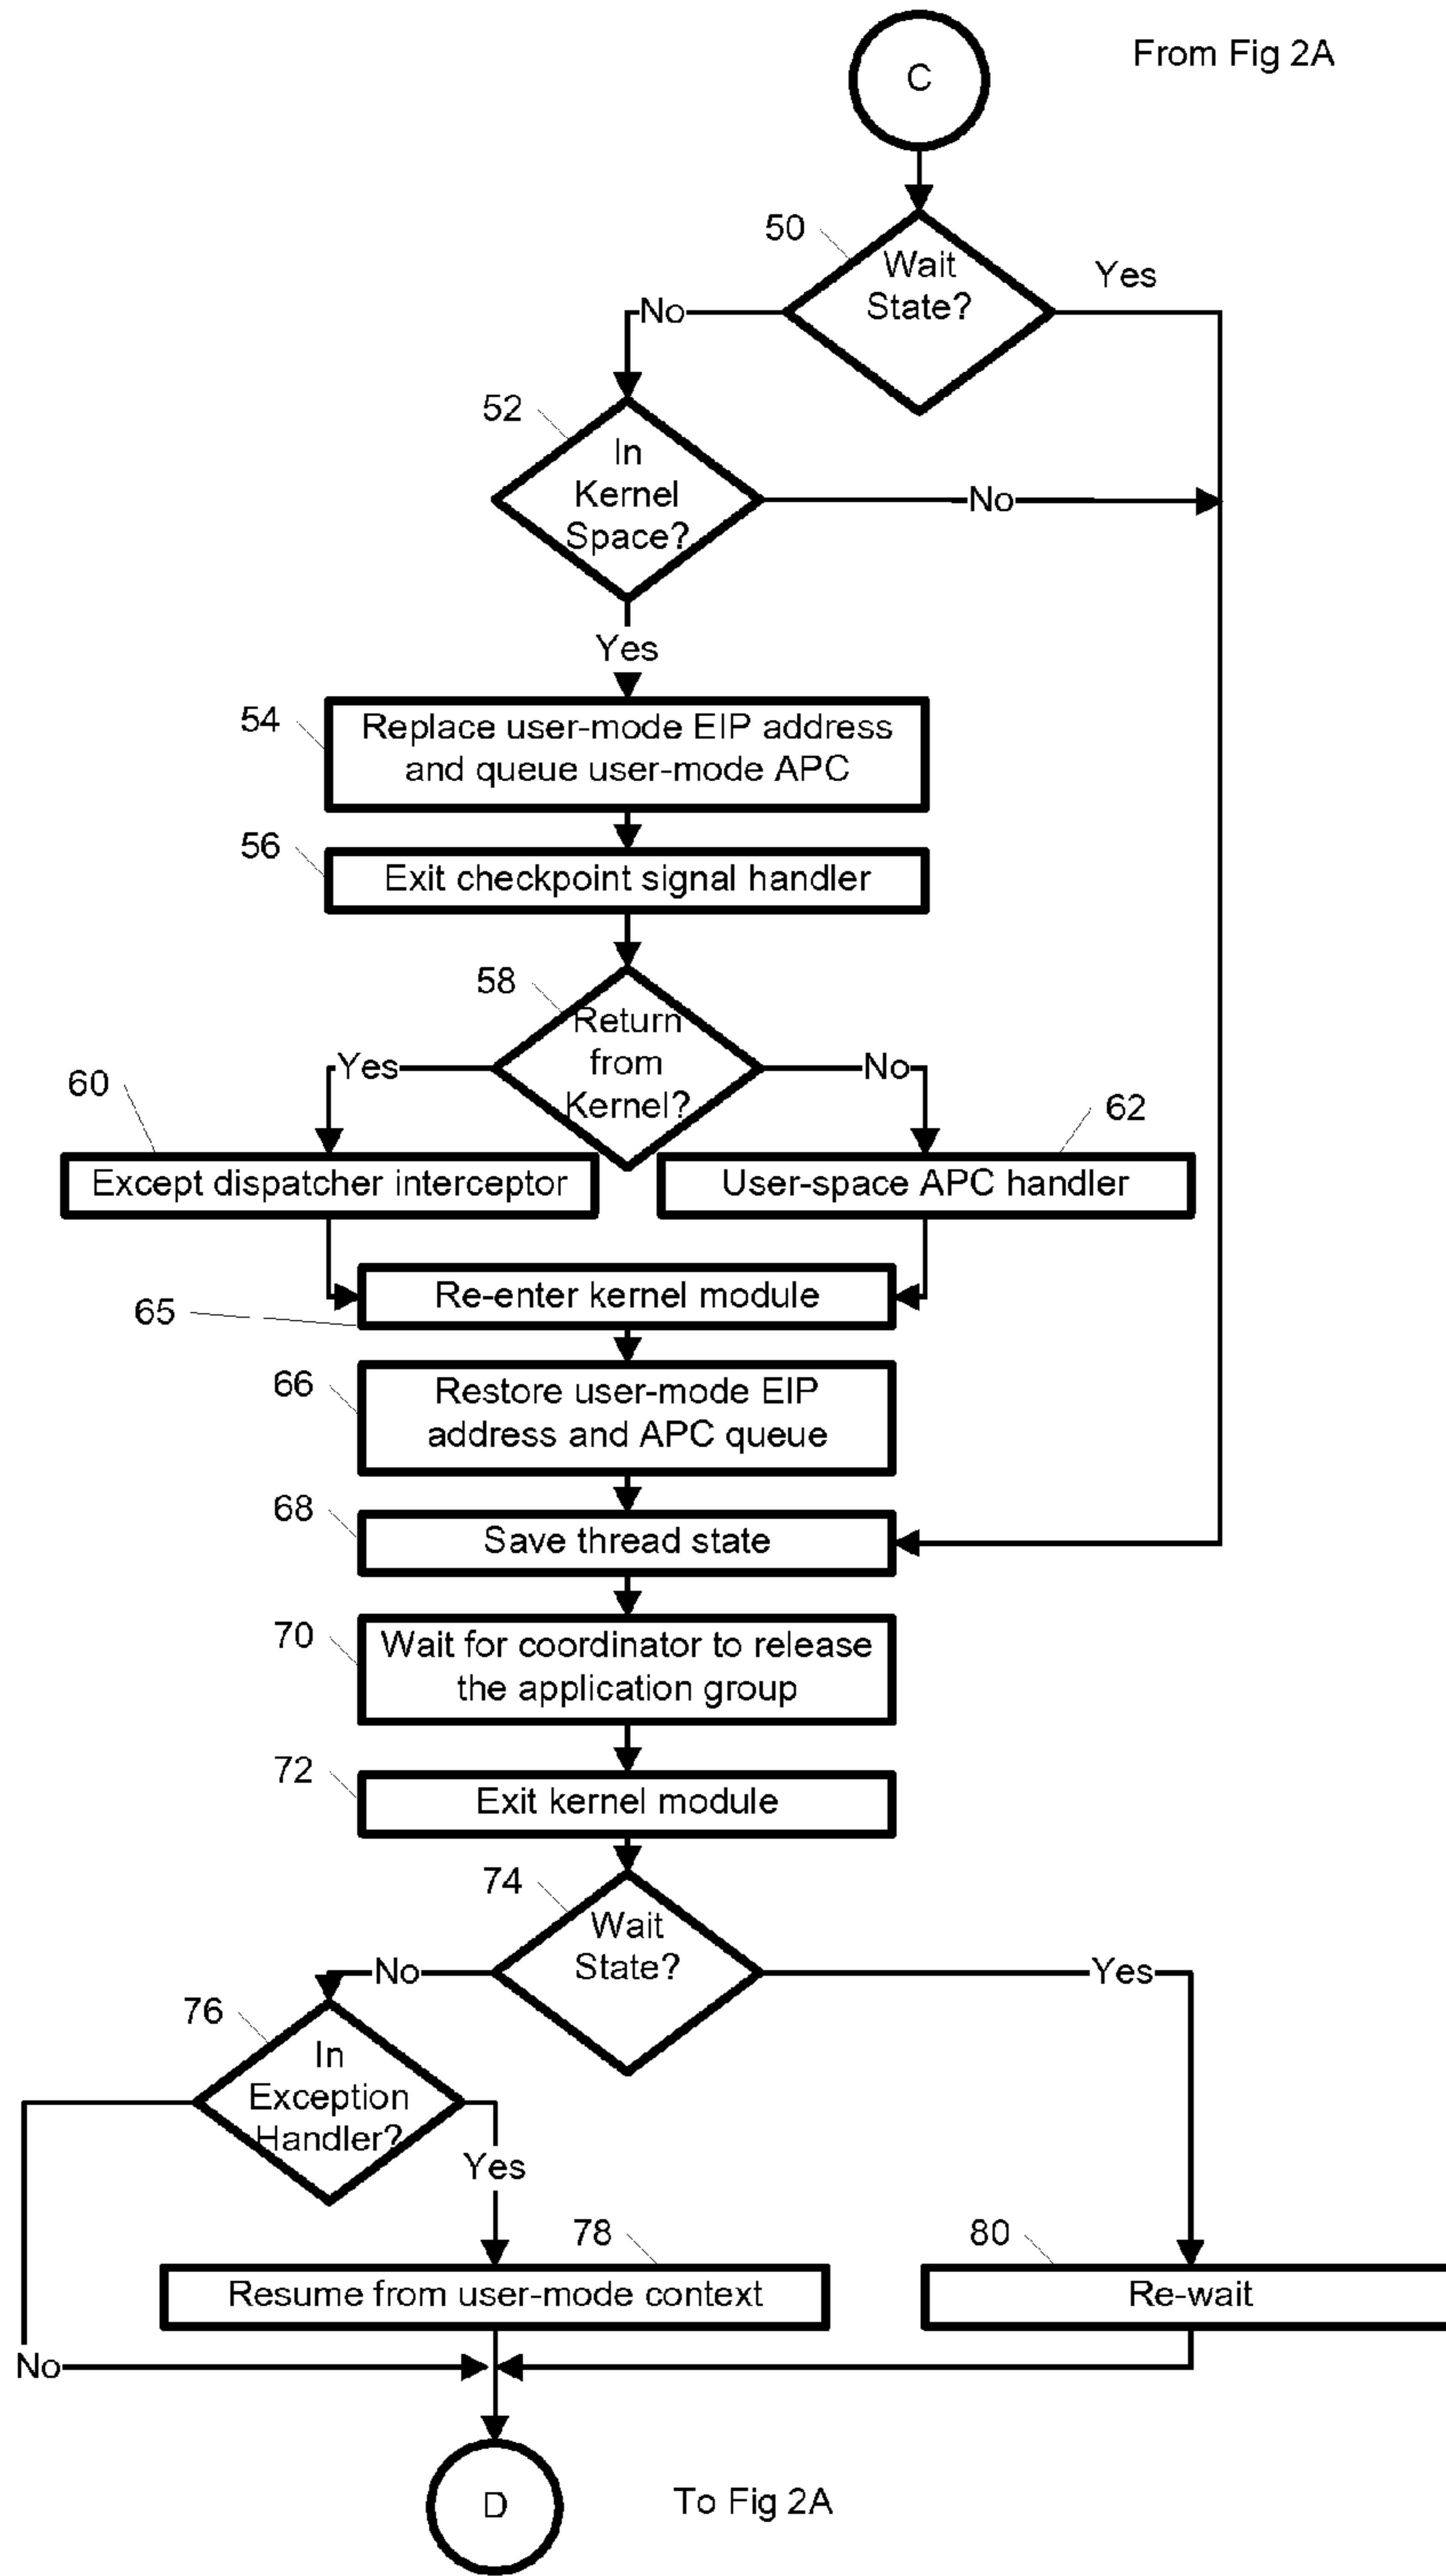 C
From Fig 2A
50
Wait
State?
Yes
No
52
In
Kernel
Space?
No
Yes
54
Replace user-mode EIP address
and queue user-mode APC
56
Exit checkpoint signal handler
58
Return
from
Kernel?
Yes
No
60
62
Except dispatcher interceptor
User-space APC handler
Re-enter kernel module
65
66
Restore user-mode EIP
address and APC queue
68
Save thread state
70
Wait for coordinator to release
the application group
72
Exit kernel module
74
Wait
State?
No
Yes
76
In
Exception
Handler?
Yes
78
80
Resume from user-mode context
Re-wait
No
D
To Fig 2A